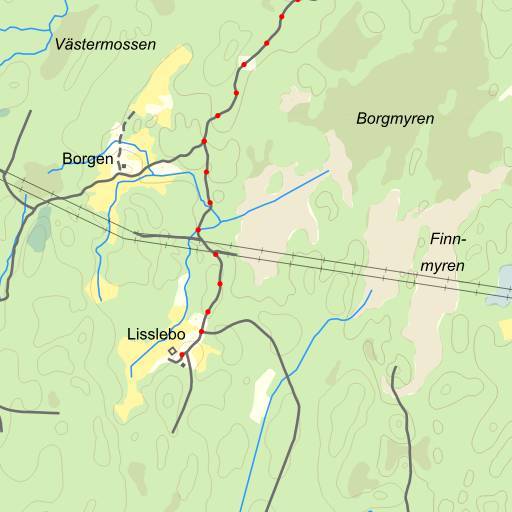 Västermossen
Borgmyren
Borgen
Finn-
myren
Lisslebo